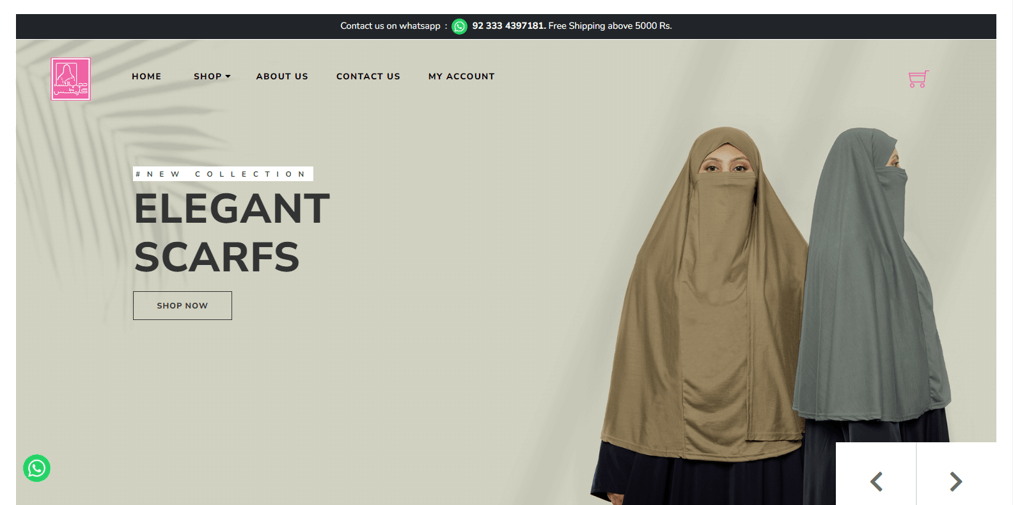 Contact us on whatsapp : 92 333 4397181. Free Shipping above 5000 Rs.
HOME SHOP ABOUT US CONTACT US MY ACCOUNT
#NEW COLLECTION
ELEGANT
SCARFS
SHOP NOW